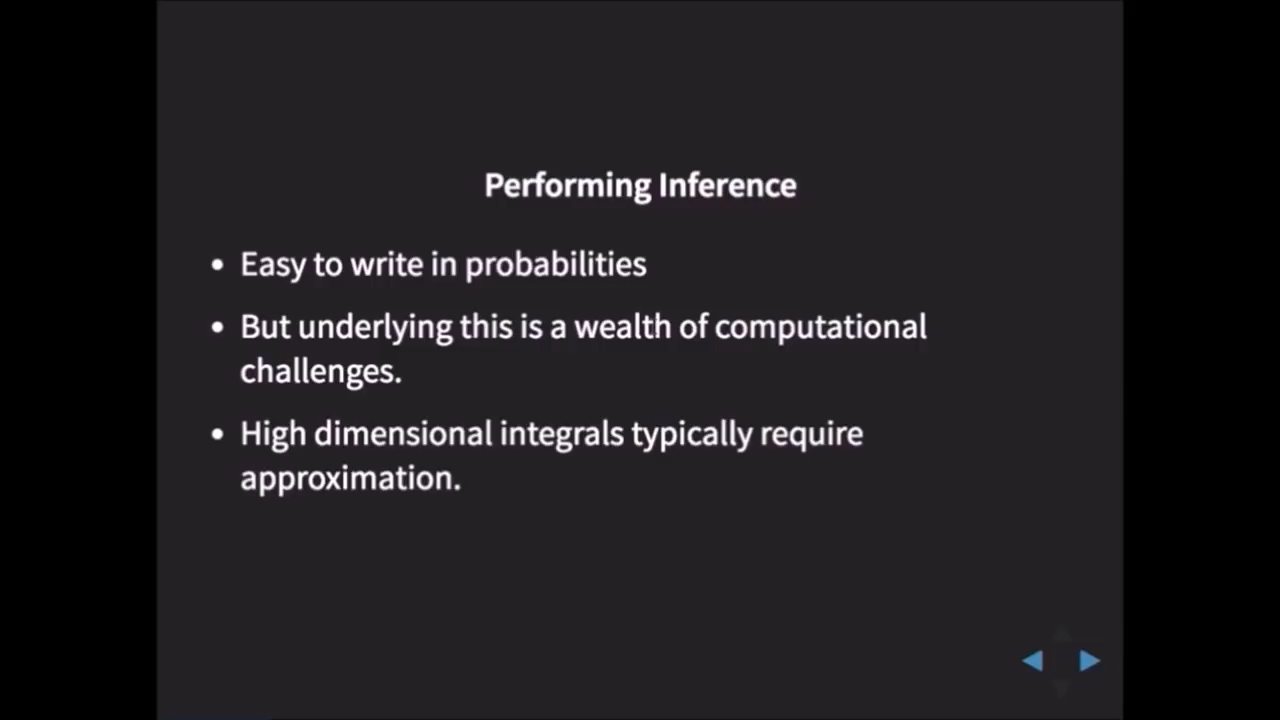 Performing Inference
• Easy to write in probabilities
• But underlying this is a wealth of computational
challenges.
• High dimensional integrals typically require
approximation.